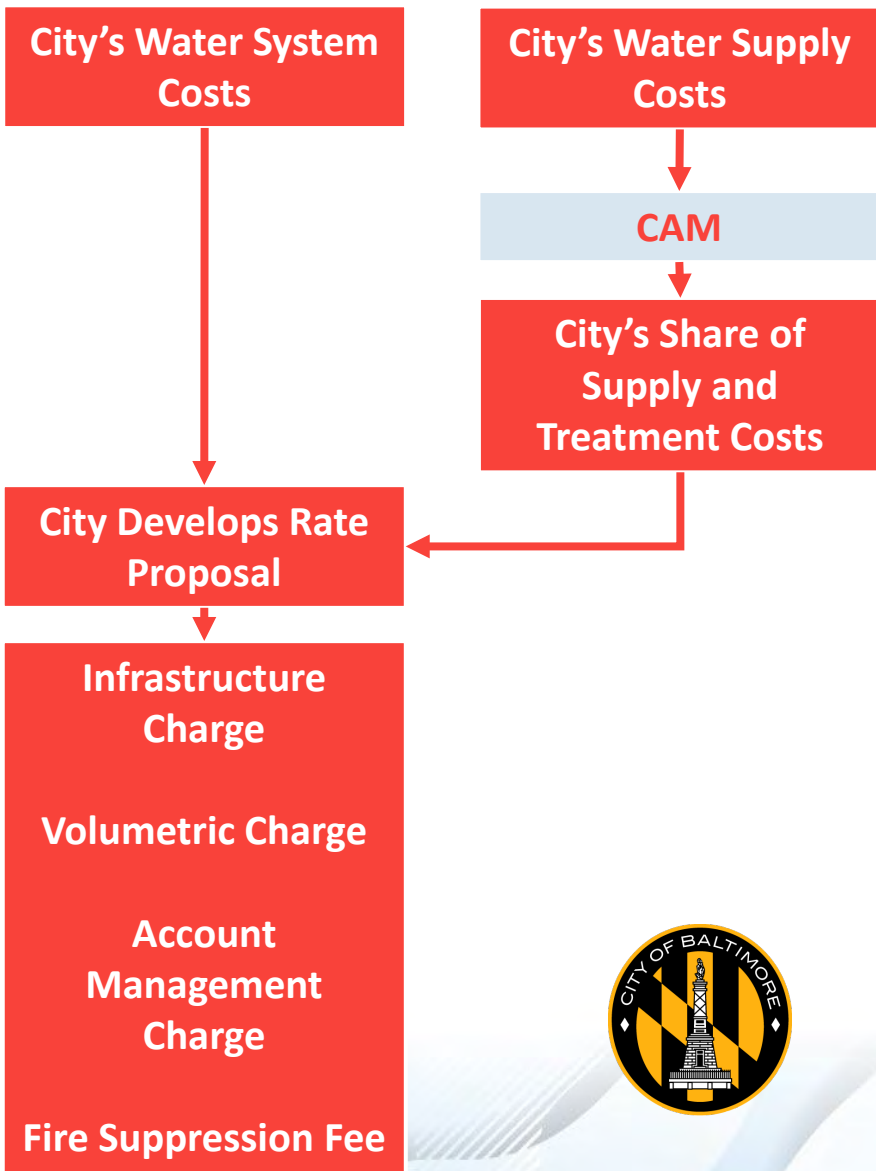 City’s Water System
Costs
City’s Water Supply
Costs
CAM
City’s Share of
Supply and
Treatment Costs
City Develops Rate
Proposal
Infrastructure
Charge
Volumetric Charge
Account
Management
Charge
Fire Suppression Fee
CITY OF BALTIMORE